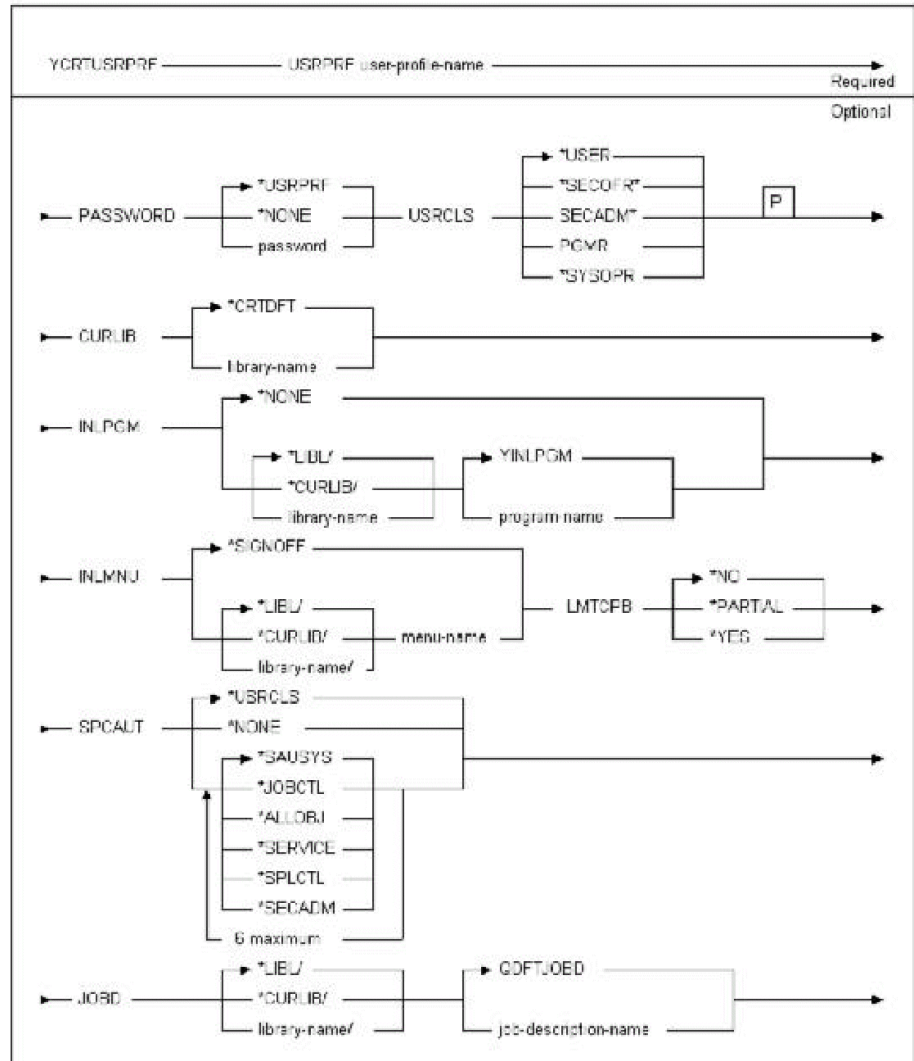 YCRTUSRPRF USRPRF user-profile-name
Required
Optional
*USER
*USRPRF *SECOFR*
PASSWORD *NONE USRCLS SECADM* P
password PGMR
*SYSOPR
*CRTDFT
CURLIB
library-name
*NONE
INLPGM
*LIBL/ YINLPGM
*CURLIB/
library-name program-name
*SIGNOFF
INLMNU *NO
*LIBL/ LMTCPB *PARTIAL
*CURLIB/ menu-name *YES
library-name/
*USRCLS
SPCAUT *NONE
*SAUSYS
*JOBCTL
*ALLOBJ
*SERVICE
*SPLCTL
*SECADM
6 maximum
*LIBL/ QDFTJOBD
JOBD *CURLIB/
library-name/ job-description-name